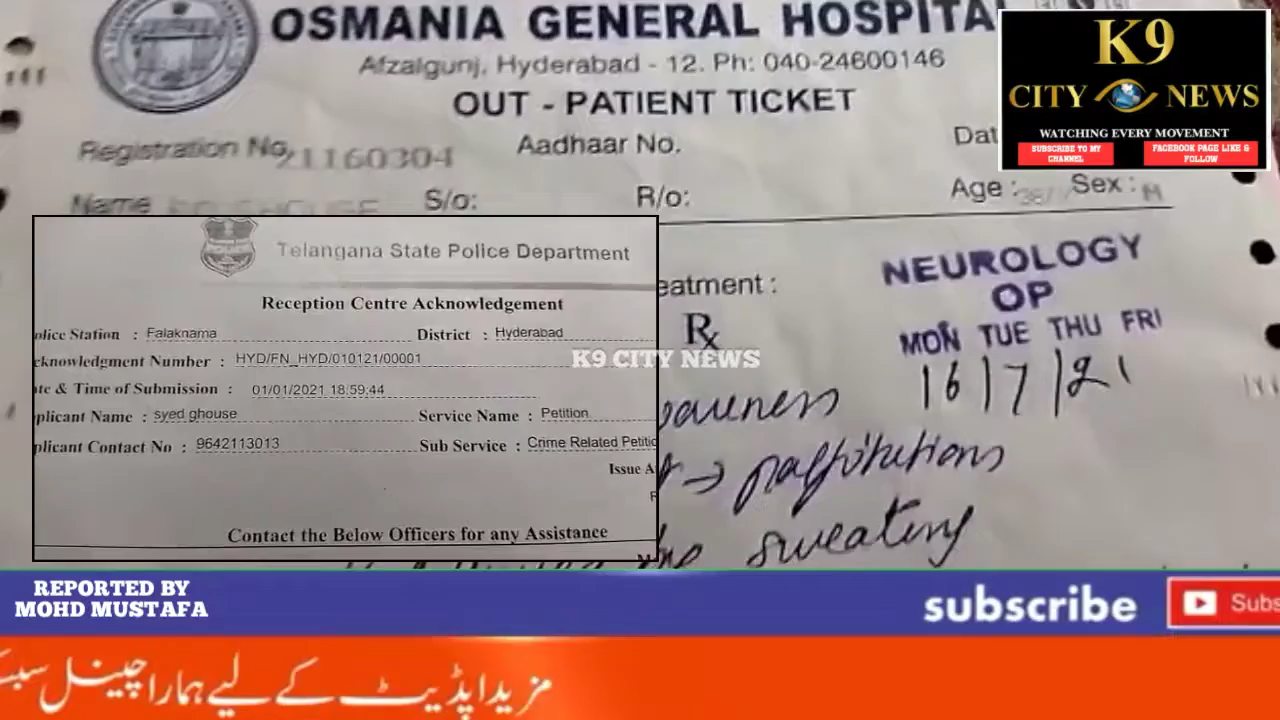 OSMANIA GENERAL HOSPITA
Afzalgunj, Hyderabad - 12. Ph: 040-24600146
OUT - PATIENT TICKET
Registration No. 21160304
Aadhaar No.
Dat
Name
S/o:
R/o:
Age : 38/
Sex : M
K9
CITY NEWS
WATCHING EVERY MOVEMENT
SUBSCRIBE TO MY CHANNEL
FACEBOOK PAGE LIKE & FOLLOW
Telangana State Police Department
Reception Centre Acknowledgement
olice Station : Falaknama
District : Hyderabad
cknowledgment Number : HYD/FN_HYD/010121/00001
te & Time of Submission : 01/01/2021 18:59:44
plicant Name : syed ghouse
Service Name : Petition
plicant Contact No : 9642113013
Sub Service : Crime Related Petitio
Issue A
R
Contact the Below Officers for any Assistance
eatment :
Rx
NEUROLOGY
OP
MON TUE THU FRI
16/7/21
K9 CITY NEWS
palpitations
sweating
REPORTED BY
MOHD MUSTAFA
subscribe
Subs
مزید اپڈیٹ کے لیے ہمارا چینل سبسک